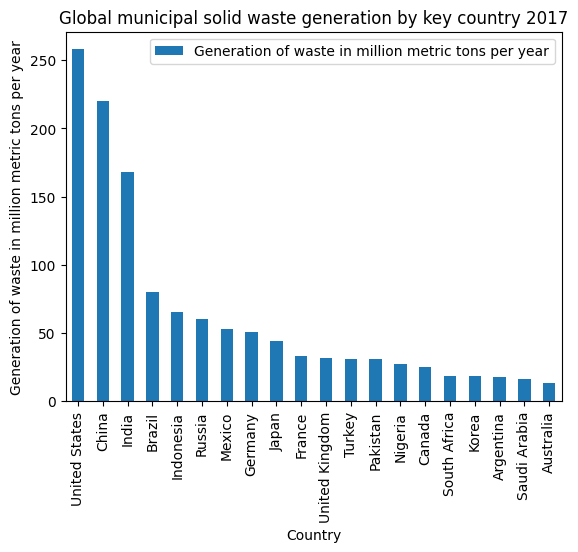 Global municipal solid waste generation by key country 2017
Generation of waste in million metric tons per year
Generation of waste in million metric tons per year
250
200
150
100
50
0
United States
China
India
Brazil
Indonesia
Russia
Mexico
Germany
Japan
France
United Kingdom
Turkey
Pakistan
Nigeria
Canada
South Africa
Korea
Argentina
Saudi Arabia
Australia
Country